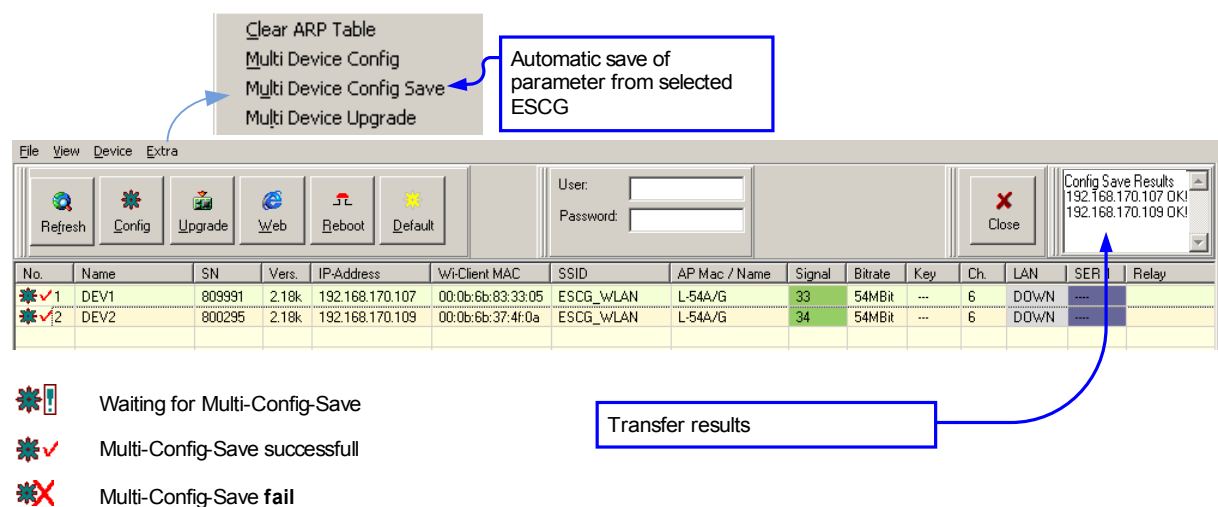 Clear ARP Table
Multi Device Config
Multi Device Config Save
Multi Device Upgrade
Automatic save of
parameter from selected
ESCG
File View Device Extra
Refresh Config Upgrade Web Reboot Default
User:
Password:
Close
Config Save Results
192.168.170.107 OK!
192.168.170.109 OK!
No. Name SN Vers. IP-Address Wi-Client MAC SSID AP Mac / Name Signal Bitrate Key Ch. LAN SER 1 Relay
1 DEV1 809991 2.18k 192.168.170.107 00:0b:6b:83:33:05 ESCG_WLAN L-54A/G 33 54MBit --- 6 DOWN ----
2 DEV2 800295 2.18k 192.168.170.109 00:0b:6b:37:4f:0a ESCG_WLAN L-54A/G 34 54MBit --- 6 DOWN ----
Waiting for Multi-Config-Save
Multi-Config-Save successfull
Multi-Config-Save fail
Transfer results